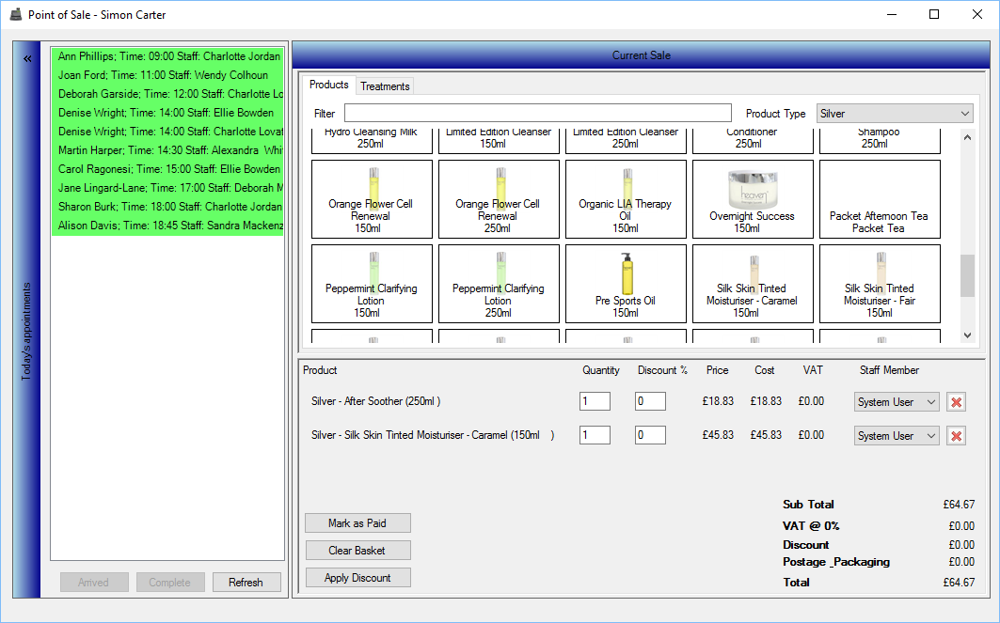 Point of Sale - Simon Carter
«
Today's appointments
Ann Phillips; Time: 09:00 Staff: Charlotte Jordan
Joan Ford; Time: 11:00 Staff: Wendy Colhoun
Deborah Garside; Time: 12:00 Staff: Charlotte Lo
Denise Wright; Time: 14:00 Staff: Ellie Bowden
Denise Wright; Time: 14:00 Staff: Charlotte Lovat
Martin Harper; Time: 14:30 Staff: Alexandra Whi
Carol Ragonesi; Time: 15:00 Staff: Ellie Bowden
Jane Lingard-Lane; Time: 17:00 Staff: Deborah M
Sharon Burk; Time: 18:00 Staff: Charlotte Jordan
Alison Davis; Time: 18:45 Staff: Sandra Mackenz
Arrived Complete Refresh
Current Sale
Products Treatments
Filter Product Type Silver
Hydro Cleansing Milk
250ml
Limited Edition Cleanser
150ml
Limited Edition Cleanser
250ml
Conditioner
250ml
Shampoo
250ml
Orange Flower Cell
Renewal
150ml
Orange Flower Cell
Renewal
250ml
Organic LIA Therapy
Oil
150ml
heaven
Overnight Success
150ml
Packet Afternoon Tea
Packet Tea
Peppermint Clarifying
Lotion
150ml
Peppermint Clarifying
Lotion
250ml
Pre Sports Oil
150ml
Silk Skin Tinted
Moisturiser - Caramel
150ml
Silk Skin Tinted
Moisturiser - Fair
150ml
Product Quantity Discount % Price Cost VAT Staff Member
Silver - After Soother (250ml ) 1 0 £18.83 £18.83 £0.00 System User
Silver - Silk Skin Tinted Moisturiser - Caramel (150ml ) 1 0 £45.83 £45.83 £0.00 System User
Mark as Paid
Clear Basket
Apply Discount
Sub Total £64.67
VAT @ 0% £0.00
Discount £0.00
Postage _Packaging £0.00
Total £64.67